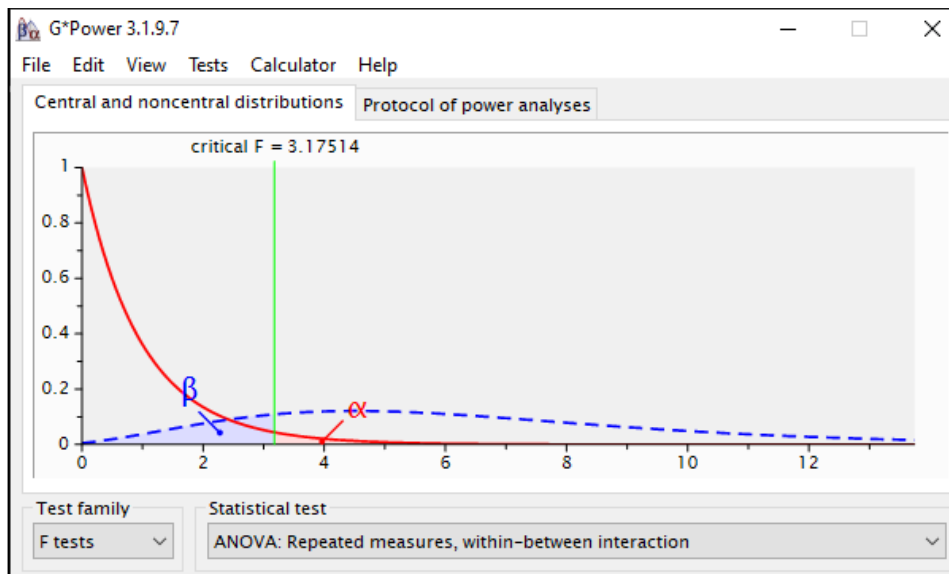 G*Power 3.1.9.7
File Edit View Tests Calculator Help
Central and noncentral distributions Protocol of power analyses
critical F = 3.17514
1
0.8
0.6
0.4
0.2
0
β
α
0 2 4 6 8 10 12
Test family Statistical test
F tests ANOVA: Repeated measures, within-between interaction